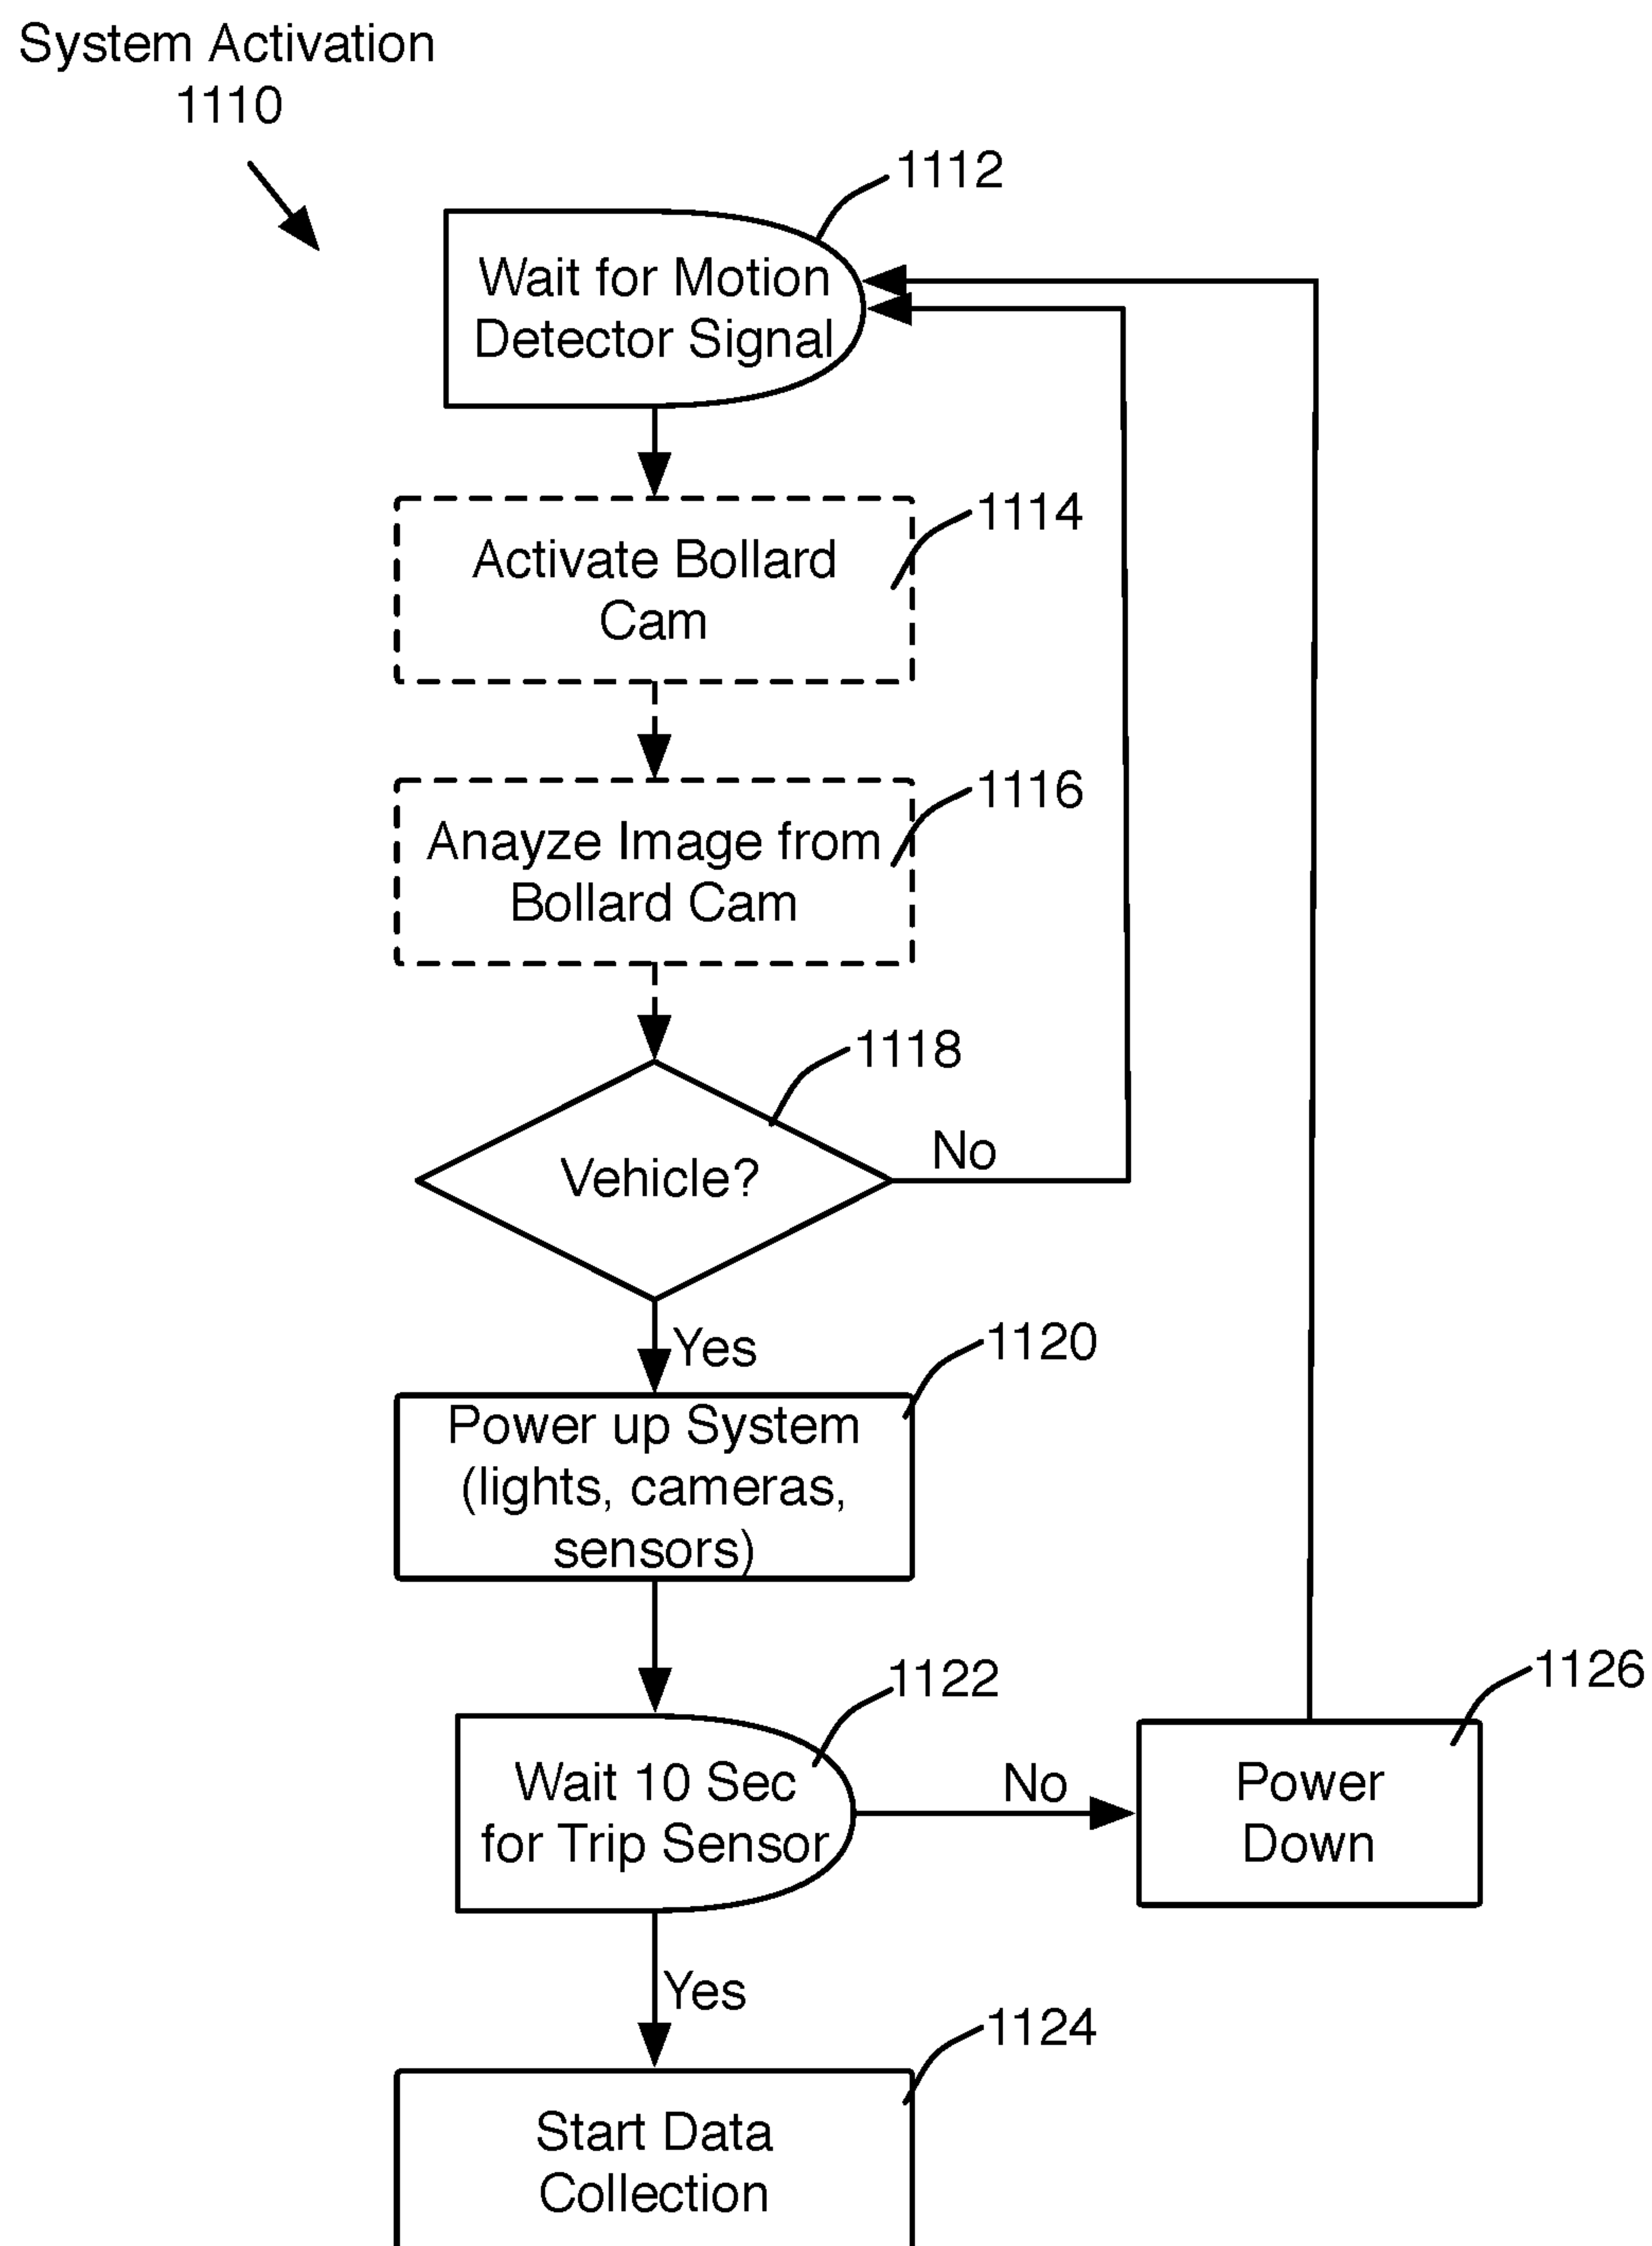 System Activation
1110
1112
Wait for Motion
Detector Signal
1114
Activate Bollard
Cam
1116
Anayze Image from
Bollard Cam
1118
Vehicle?
No
Yes
1120
Power up System
(lights, cameras,
sensors)
1122
Wait 10 Sec
for Trip Sensor
No
1126
Power
Down
Yes
1124
Start Data
Collection